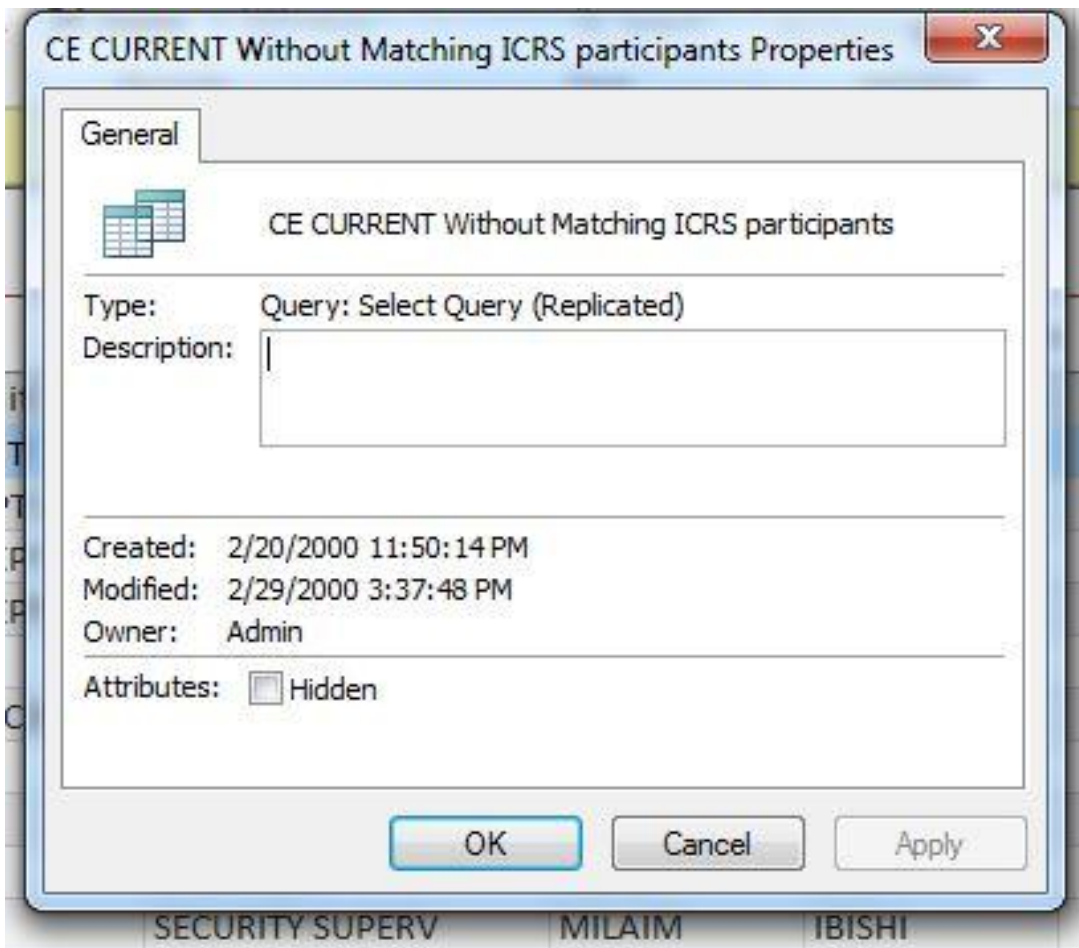 CE CURRENT Without Matching ICRS participants Properties
General
CE CURRENT Without Matching ICRS participants
Type: Query: Select Query (Replicated)
Description:
Created: 2/20/2000 11:50:14 PM
Modified: 2/29/2000 3:37:48 PM
Owner: Admin
Attributes: Hidden
OK Cancel Apply
SECURITY SUPERV MILAIM IBISHI